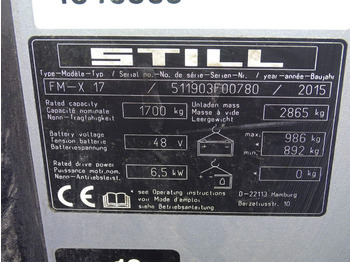 STILL
Type-Modèle-Typ. / Serial no.-No. de série-Serien-Nr. / year-année-Baujahr
FM-X 17 / 511903F00780 / 2015
Rated capacity
Capacité nominale
Nenn-Tragfähigkeit
1700 kg
Unladen mass
Masse à vide
Leergewicht
2865 kg
Battery voltage
Tension batterie
Batteriespannung
48 V
max. 986 kg
min. 892 kg
Rated drive power
Puissance mot.nom.
Nenn-Antriebsleist.
6,5 kW
0 kg
CE
see Operating instructions
voir Mode d'emploi
siehe Betriebsanleitung
D-22113 Hamburg
Berzeliusstr. 10